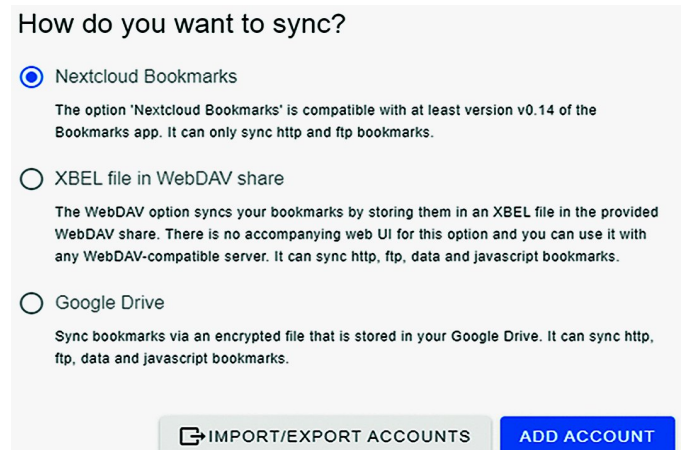 How do you want to sync?
Nextcloud Bookmarks
The option 'Nextcloud Bookmarks' is compatible with at least version v0.14 of the
Bookmarks app. It can only sync http and ftp bookmarks.
XBEL file in WebDAV share
The WebDAV option syncs your bookmarks by storing them in an XBEL file in the provided
WebDAV share. There is no accompanying web UI for this option and you can use it with
any WebDAV-compatible server. It can sync http, ftp, data and javascript bookmarks.
Google Drive
Sync bookmarks via an encrypted file that is stored in your Google Drive. It can sync http,
ftp, data and javascript bookmarks.
IMPORT/EXPORT ACCOUNTS
ADD ACCOUNT